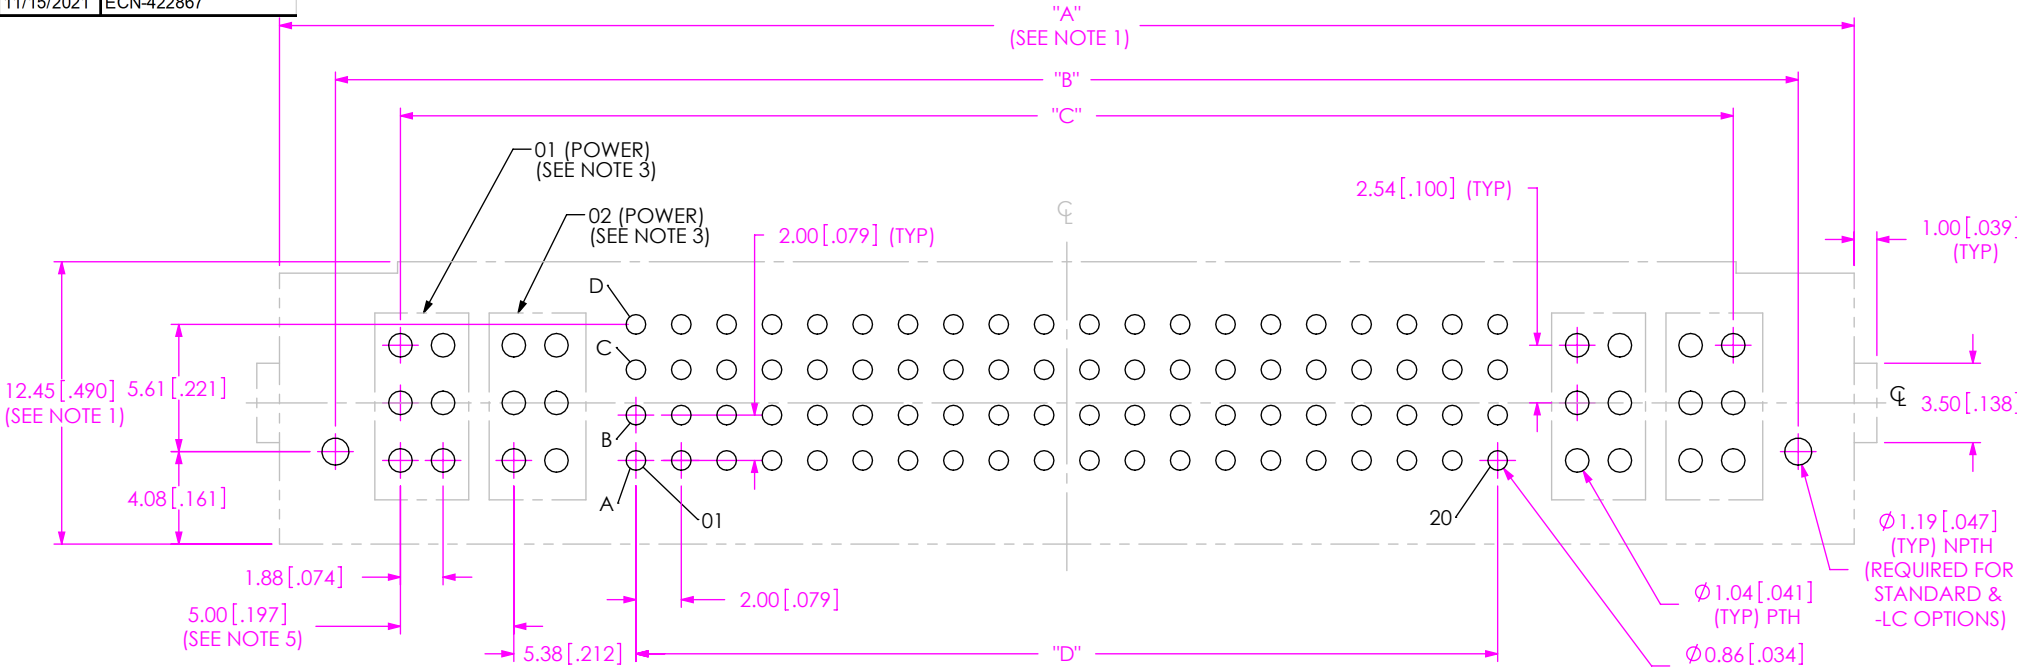 11/15/2021 ECN-422867
"A"
(SEE NOTE 1)
"B"
"C"
01 (POWER)
(SEE NOTE 3)
02 (POWER)
(SEE NOTE 3)
2.00 [.079] (TYP)
2.54 [.100] (TYP)
1.00 [.039]
(TYP)
℄
D
C
B
A
01
20
12.45 [.490]
(SEE NOTE 1)
5.61 [.221]
4.08 [.161]
℄
3.50 [.138]
1.88 [.074]
5.00 [.197]
(SEE NOTE 5)
5.38 [.212]
2.00 [.079]
"D"
Ø1.04 [.041]
(TYP) PTH
Ø0.86 [.034]
Ø1.19 [.047]
(TYP) NPTH
(REQUIRED FOR
STANDARD &
-LC OPTIONS)